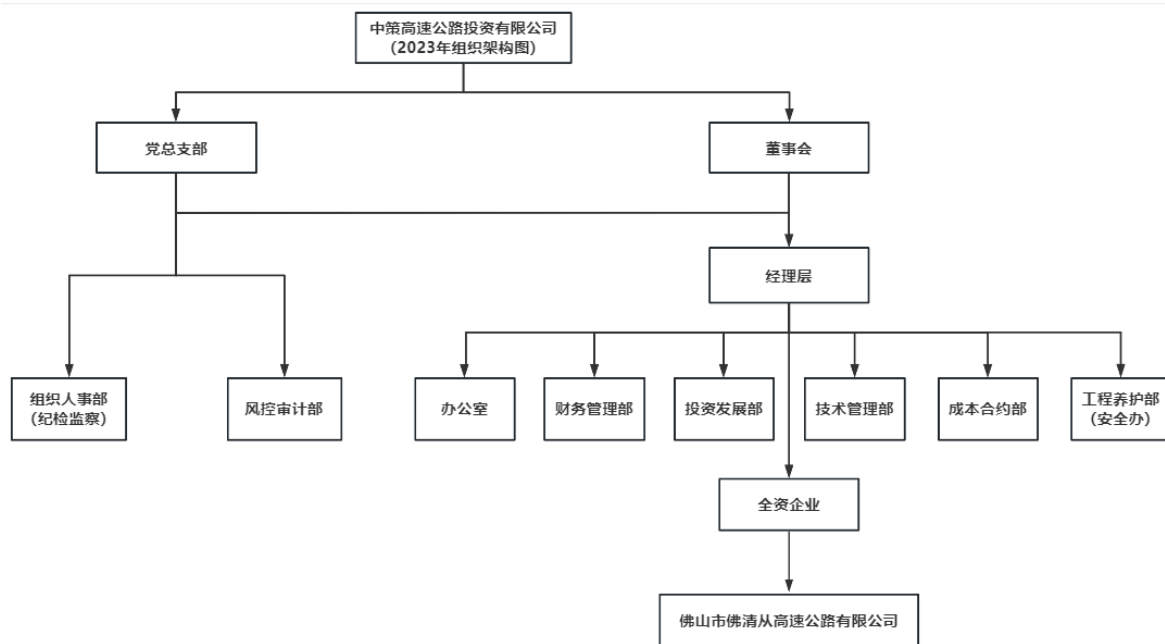 中策高速公路投资有限公司
(2023年组织架构图)
党总支部
董事会
经理层
组织人事部
(纪检监察)
风控审计部
办公室
财务管理部
投资发展部
技术管理部
成本合约部
工程养护部
(安全办)
全资企业
佛山市佛清从高速公路有限公司